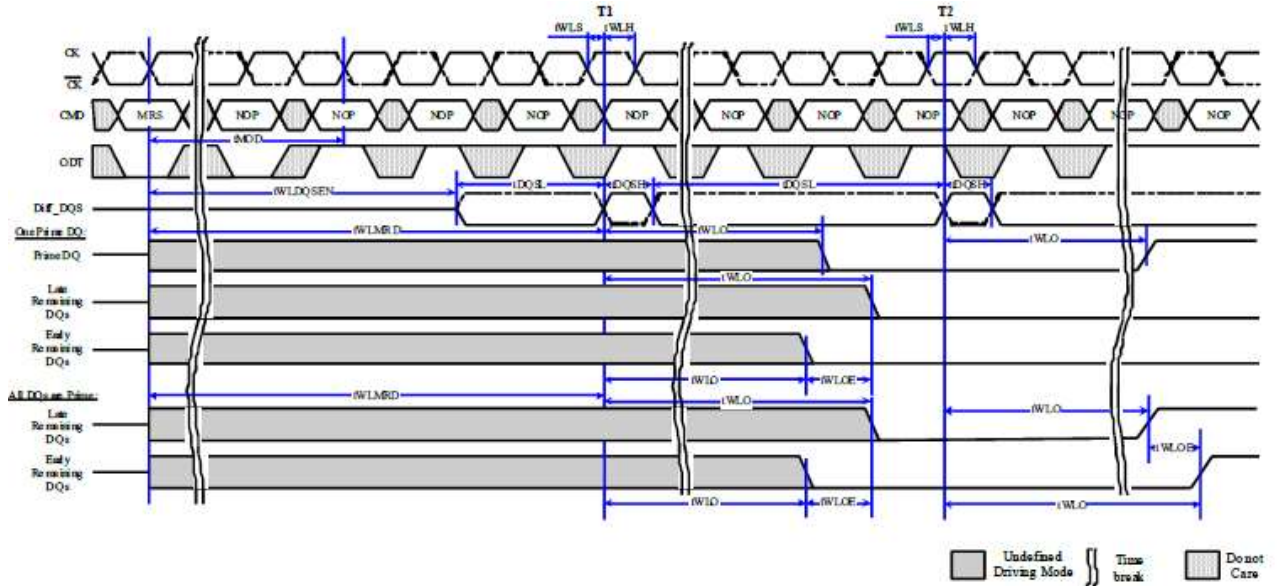 T1 T2
tWLS tWLH tWLS tWLH
CK
CK
CMD MRS NOP NOP NOP NOP NOP NOP NOP NOP NOP NOP NOP
tMOD
ODT
tWLDQSEN tDQSL tDQSH tDQSL tDQSH
Diff_DQS
One Prime DQ: tWLMRD tWLO tWLO
Prime DQ
tWLO
Late
Remaining
DQs
Early
Remaining
DQs
tWLO tWLOE
All DQs are Prime: tWLMRD tWLO tWLO
Late
Remaining
DQs
tWLOE
Early
Remaining
DQs
tWLO tWLOE tWLO
Undefined
Driving Mode
Time
break
Do not
Care